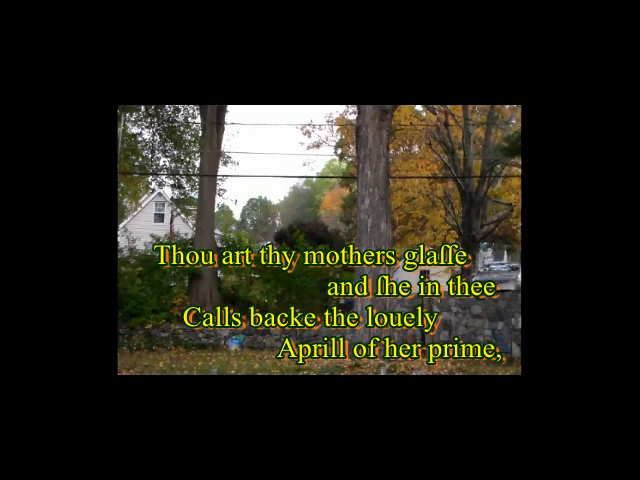 Thou art thy mothers glaſſe
and ſhe in thee
Calls backe the louely
Aprill of her prime,